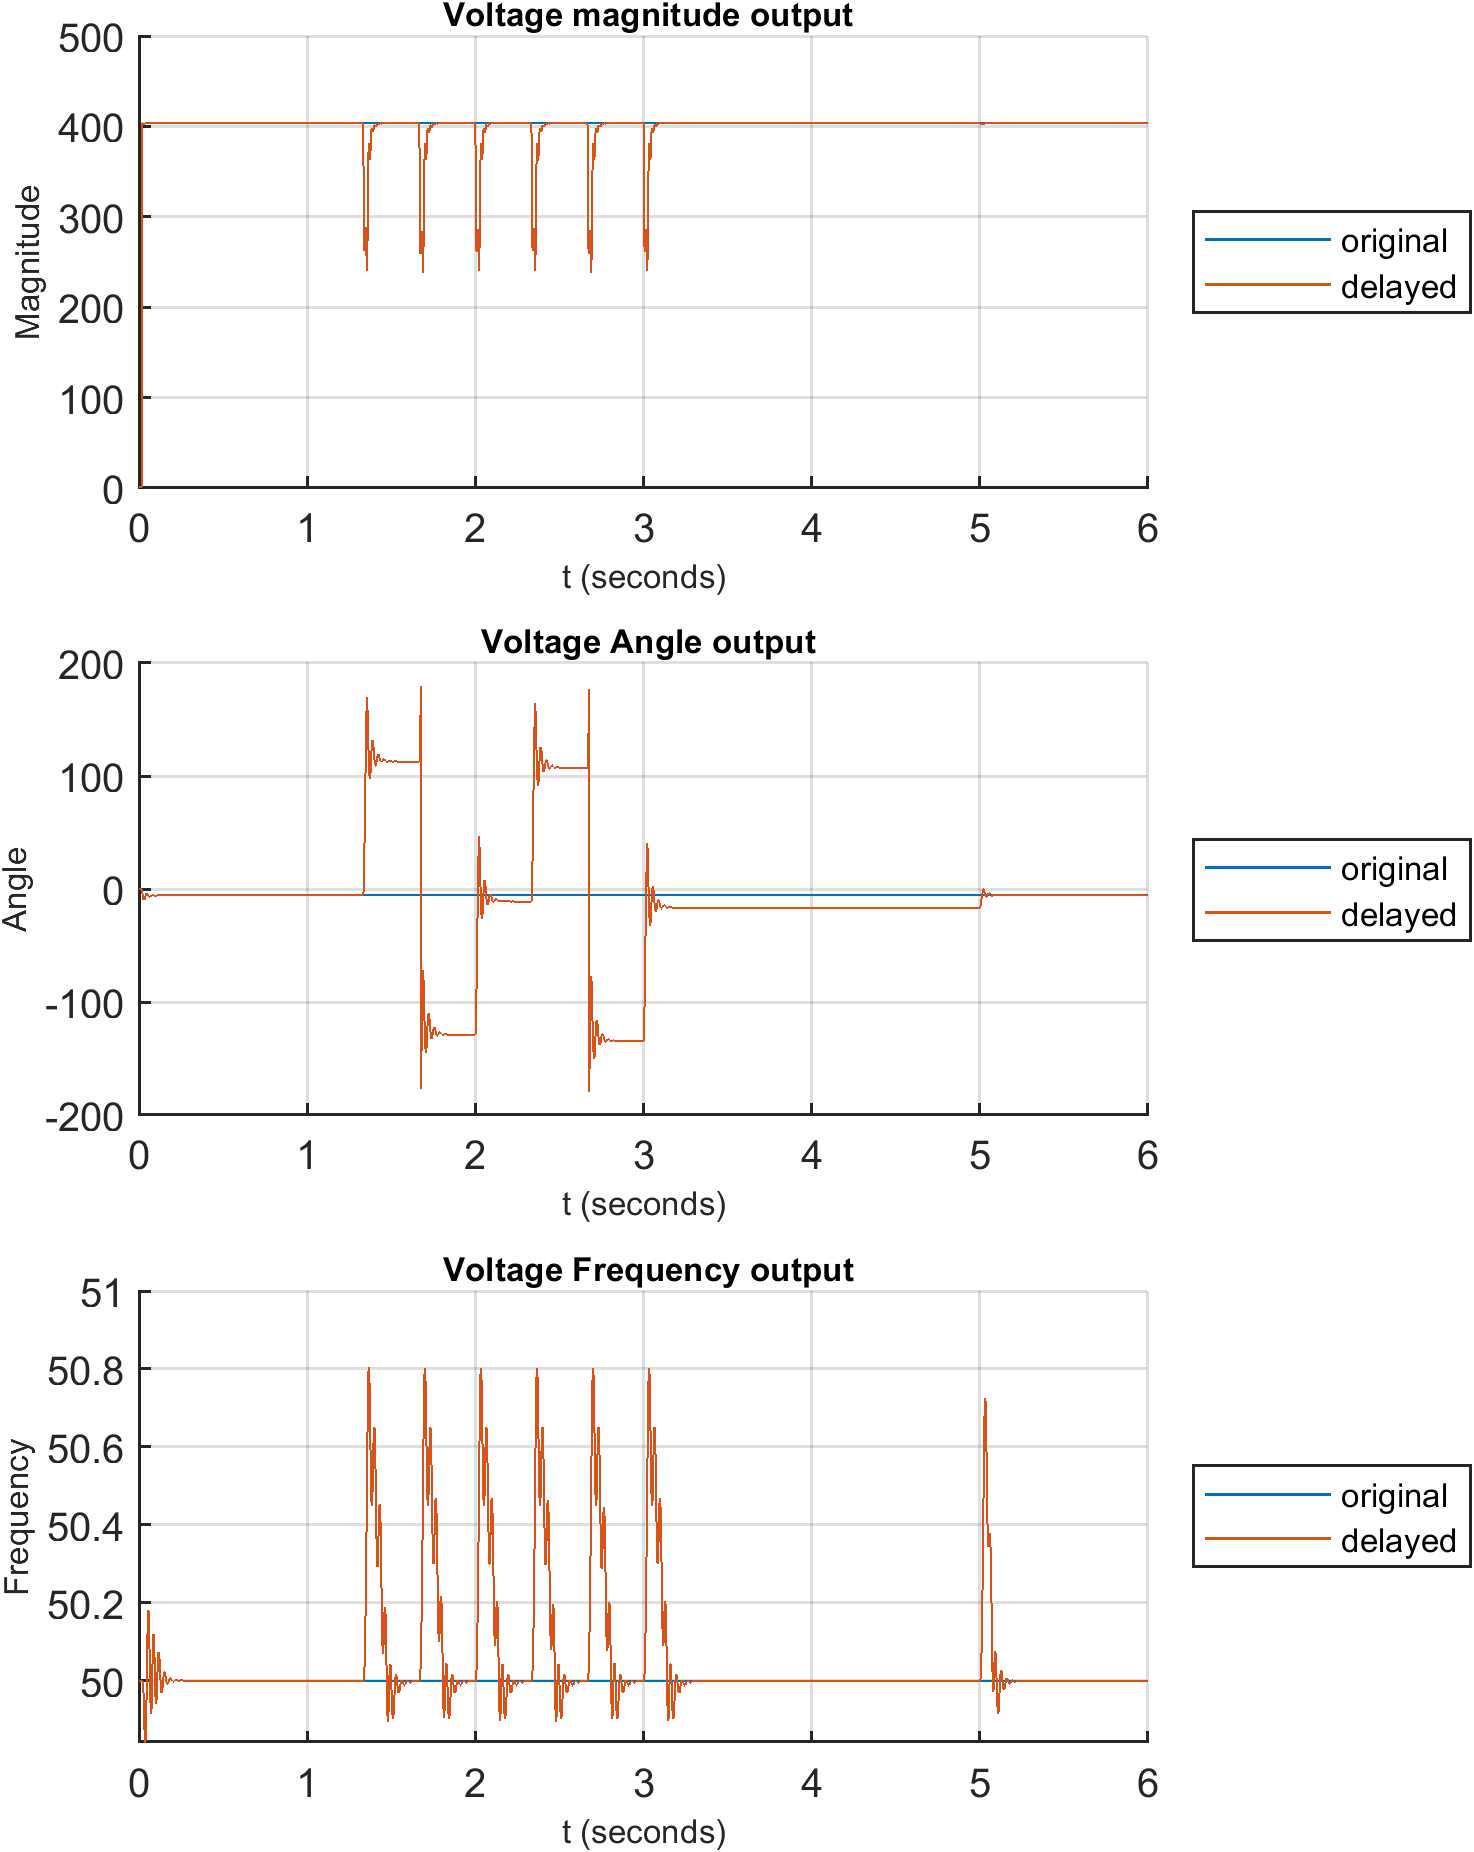 Voltage magnitude output
500
400
300
200
100
0
Magnitude
0 1 2 3 4 5 6
t (seconds)
original
delayed
Voltage Angle output
200
100
0
-100
-200
Angle
0 1 2 3 4 5 6
t (seconds)
original
delayed
Voltage Frequency output
51
50.8
50.6
50.4
50.2
50
Frequency
0 1 2 3 4 5 6
t (seconds)
original
delayed